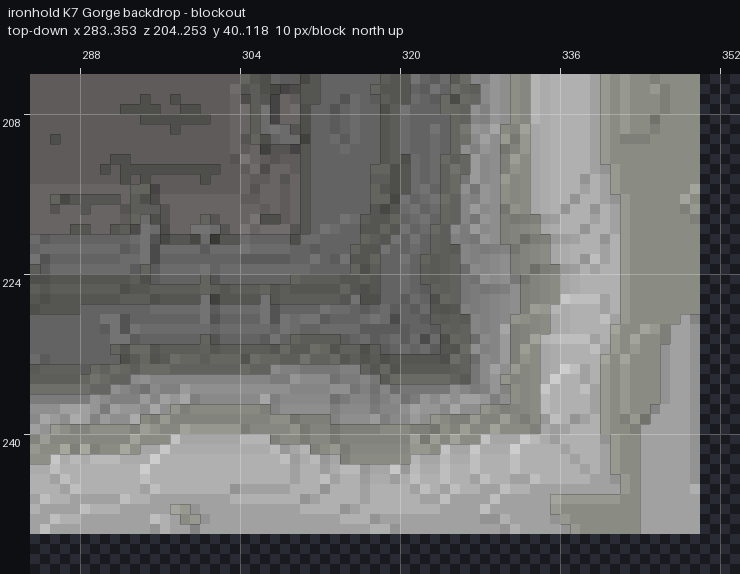 ironhold K7 Gorge backdrop - blockout
top-down  x 283..353  z 204..253  y 40..118  10 px/block  north up
288 304 320 336 352
208
224
240